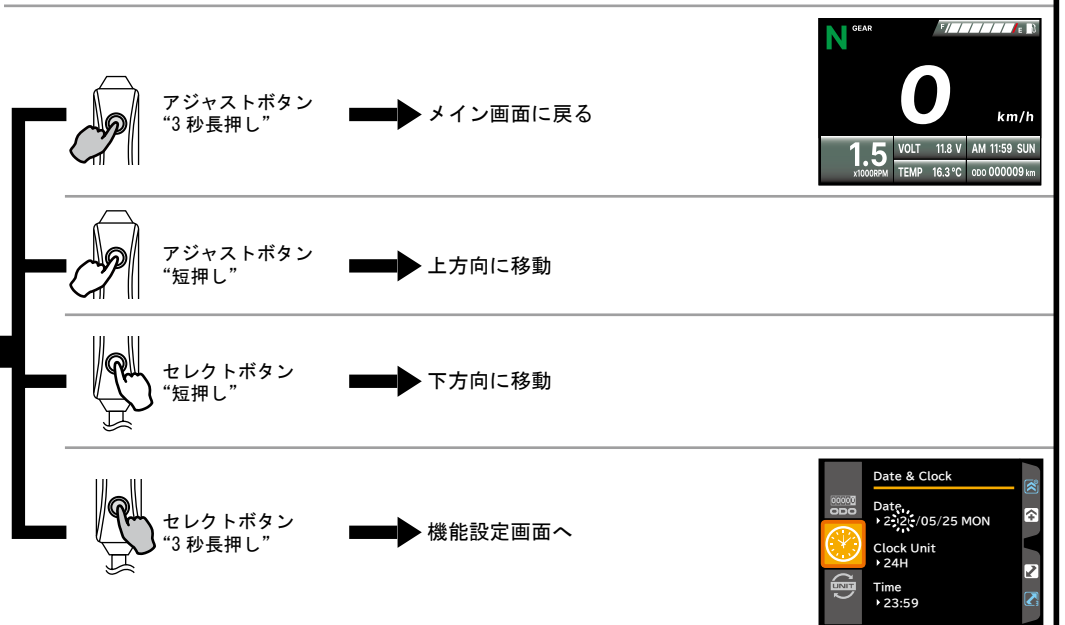 N GEAR
F E
0
km/h
1.5
x1000RPM
VOLT 11.8 V
AM 11:59 SUN
TEMP 16.3 °C
ODO 000009 km
アジャストボタン
“3 秒長押し”
メイン画面に戻る
アジャストボタン
“短押し”
上方向に移動
セレクトボタン
“短押し”
下方向に移動
セレクトボタン
“3 秒長押し”
機能設定画面へ
ODO
UNIT
Date & Clock
Date
/05/25 MON
Clock Unit
24H
Time
23:59